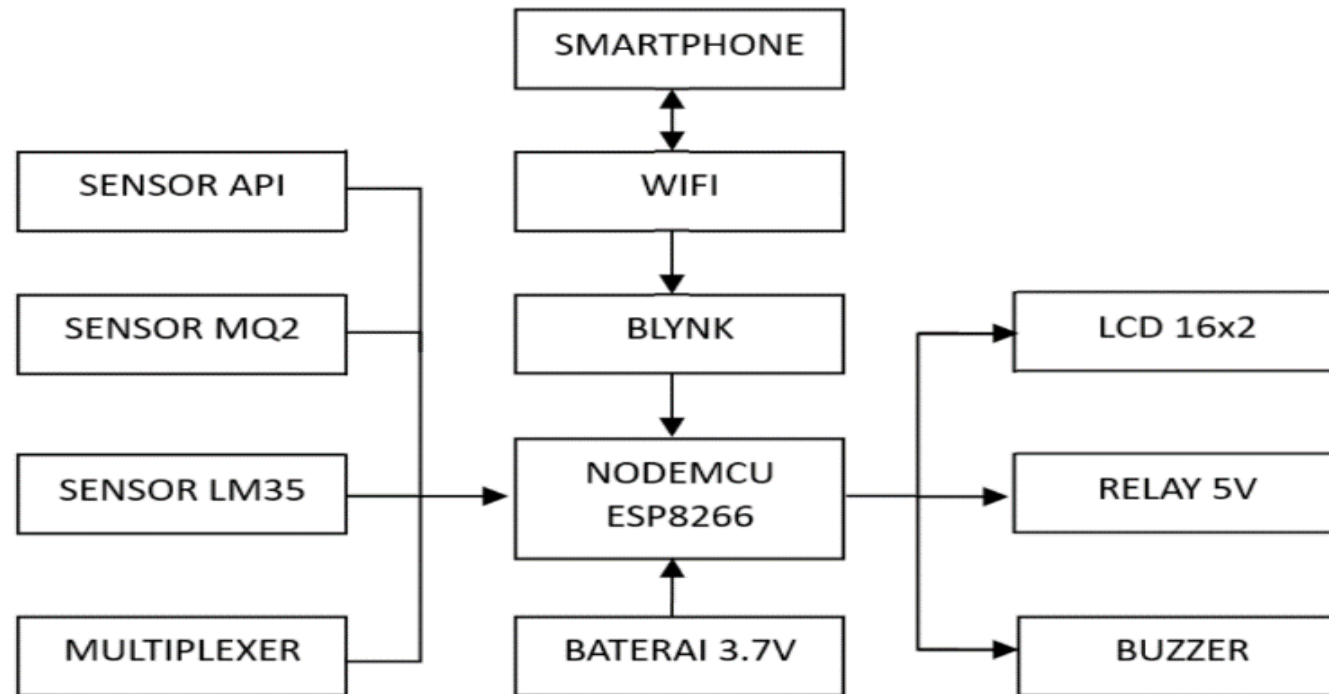 SMARTPHONE
SENSOR API
WIFI
SENSOR MQ2
BLYNK
LCD 16x2
SENSOR LM35
NODEMCU
ESP8266
RELAY 5V
MULTIPLEXER
BATERAI 3.7V
BUZZER